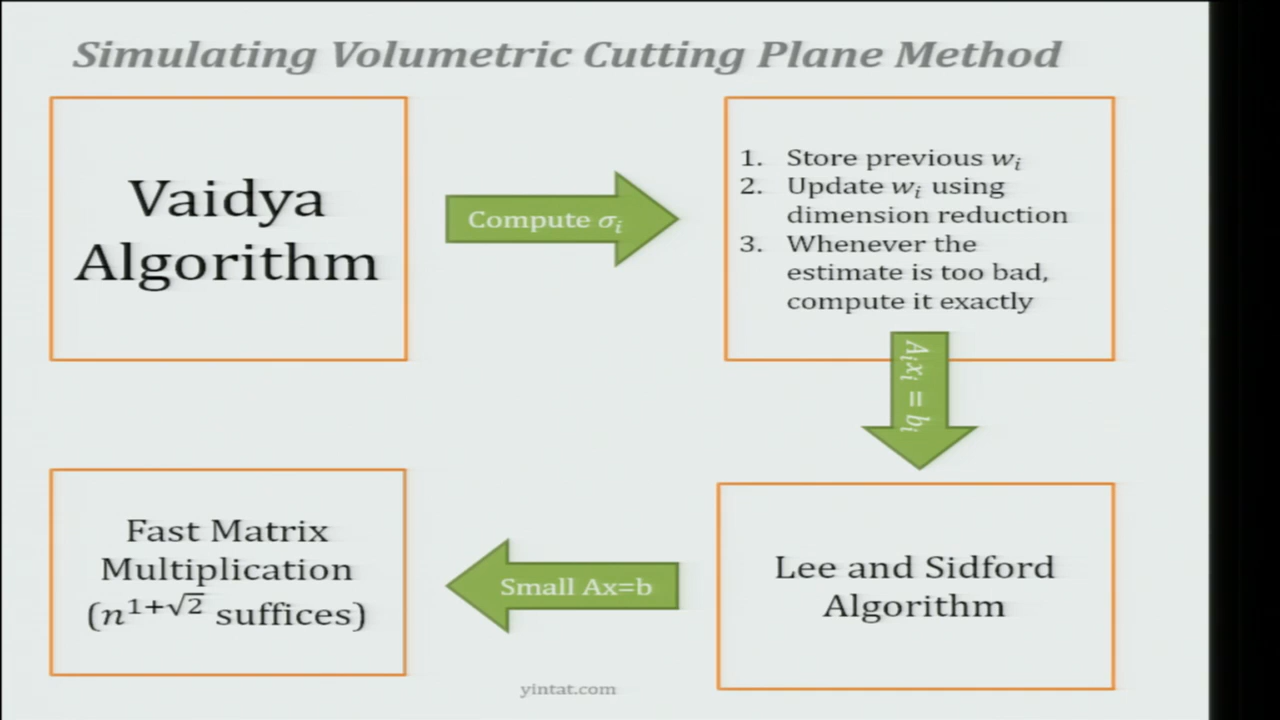 Simulating Volumetric Cutting Plane Method
Vaidya
Algorithm
Compute σᵢ
1. Store previous wᵢ
2. Update wᵢ using
dimension reduction
3. Whenever the
estimate is too bad,
compute it exactly
Aᵢxᵢ = bᵢ
Lee and Sidford
Algorithm
Small Ax=b
Fast Matrix
Multiplication
(n^{1+√2} suffices)
yintat.com